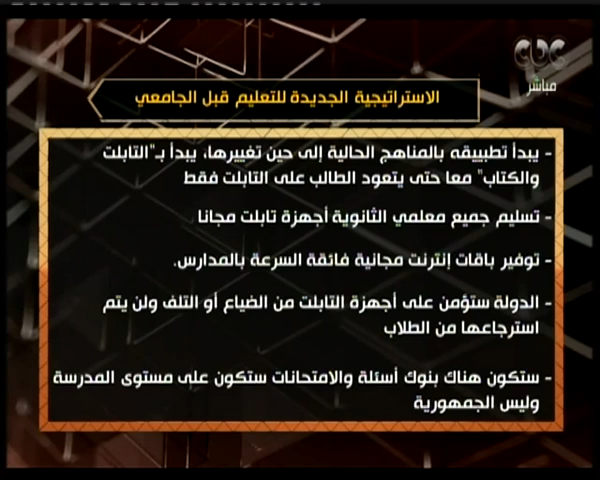 cbc
مباشر
الاستراتيجية الجديدة للتعليم قبل الجامعي
- يبدأ تطبييقه بالمناهج الحالية إلى حين تغييرها، يبدأ بـ"التابلت
والكتاب" معا حتى يتعود الطالب على التابلت فقط
- تسليم جميع معلمي الثانوية أجهزة تابلت مجانا
- توفير باقات إنترنت مجانية فائقة السرعة بالمدارس.
- الدولة ستؤمن على أجهزة التابلت من الضياع أو التلف ولن يتم
استرجاعها من الطلاب
- ستكون هناك بنوك أسئلة والامتحانات ستكون على مستوى المدرسة
وليس الجمهورية